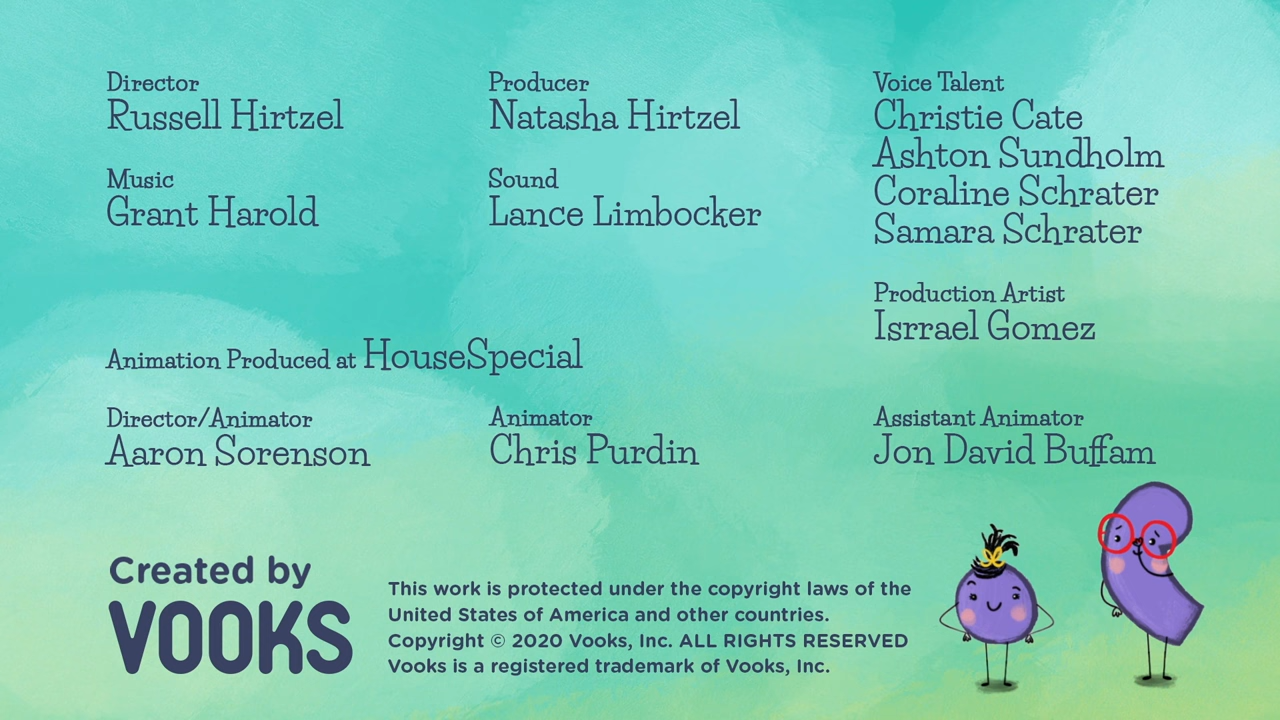 Director
Russell Hirtzel
Producer
Natasha Hirtzel
Voice Talent
Christie Cate
Ashton Sundholm
Coraline Schrater
Samara Schrater
Music
Grant Harold
Sound
Lance Limbocker
Production Artist
Isrrael Gomez
Animation Produced at HouseSpecial
Director/Animator
Aaron Sorenson
Animator
Chris Purdin
Assistant Animator
Jon David Buffam
Created by
VOOKS
This work is protected under the copyright laws of the
United States of America and other countries.
Copyright © 2020 Vooks, Inc. ALL RIGHTS RESERVED
Vooks is a registered trademark of Vooks, Inc.